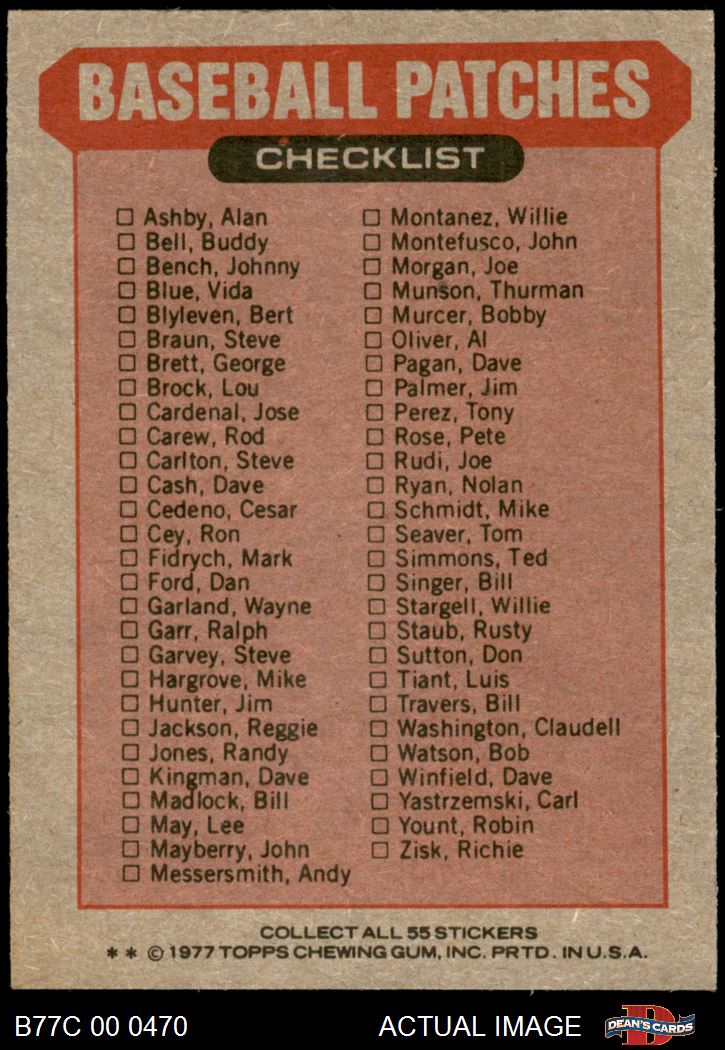 BASEBALL PATCHES
CHECKLIST
Ashby, Alan
Bell, Buddy
Bench, Johnny
Blue, Vida
Blyleven, Bert
Braun, Steve
Brett, George
Brock, Lou
Cardenal, Jose
Carew, Rod
Carlton, Steve
Cash, Dave
Cedeno, Cesar
Cey, Ron
Fidrych, Mark
Ford, Dan
Garland, Wayne
Garr, Ralph
Garvey, Steve
Hargrove, Mike
Hunter, Jim
Jackson, Reggie
Jones, Randy
Kingman, Dave
Madlock, Bill
May, Lee
Mayberry, John
Messersmith, Andy
Montanez, Willie
Montefusco, John
Morgan, Joe
Munson, Thurman
Murcer, Bobby
Oliver, Al
Pagan, Dave
Palmer, Jim
Perez, Tony
Rose, Pete
Rudi, Joe
Ryan, Nolan
Schmidt, Mike
Seaver, Tom
Simmons, Ted
Singer, Bill
Stargell, Willie
Staub, Rusty
Sutton, Don
Tiant, Luis
Travers, Bill
Washington, Claudell
Watson, Bob
Winfield, Dave
Yastrzemski, Carl
Yount, Robin
Zisk, Richie
COLLECT ALL 55 STICKERS
* * © 1977 TOPPS CHEWING GUM, INC. PRTD. IN U.S.A.
B77C 00 0470 ACTUAL IMAGE
D
DEAN'S CARDS